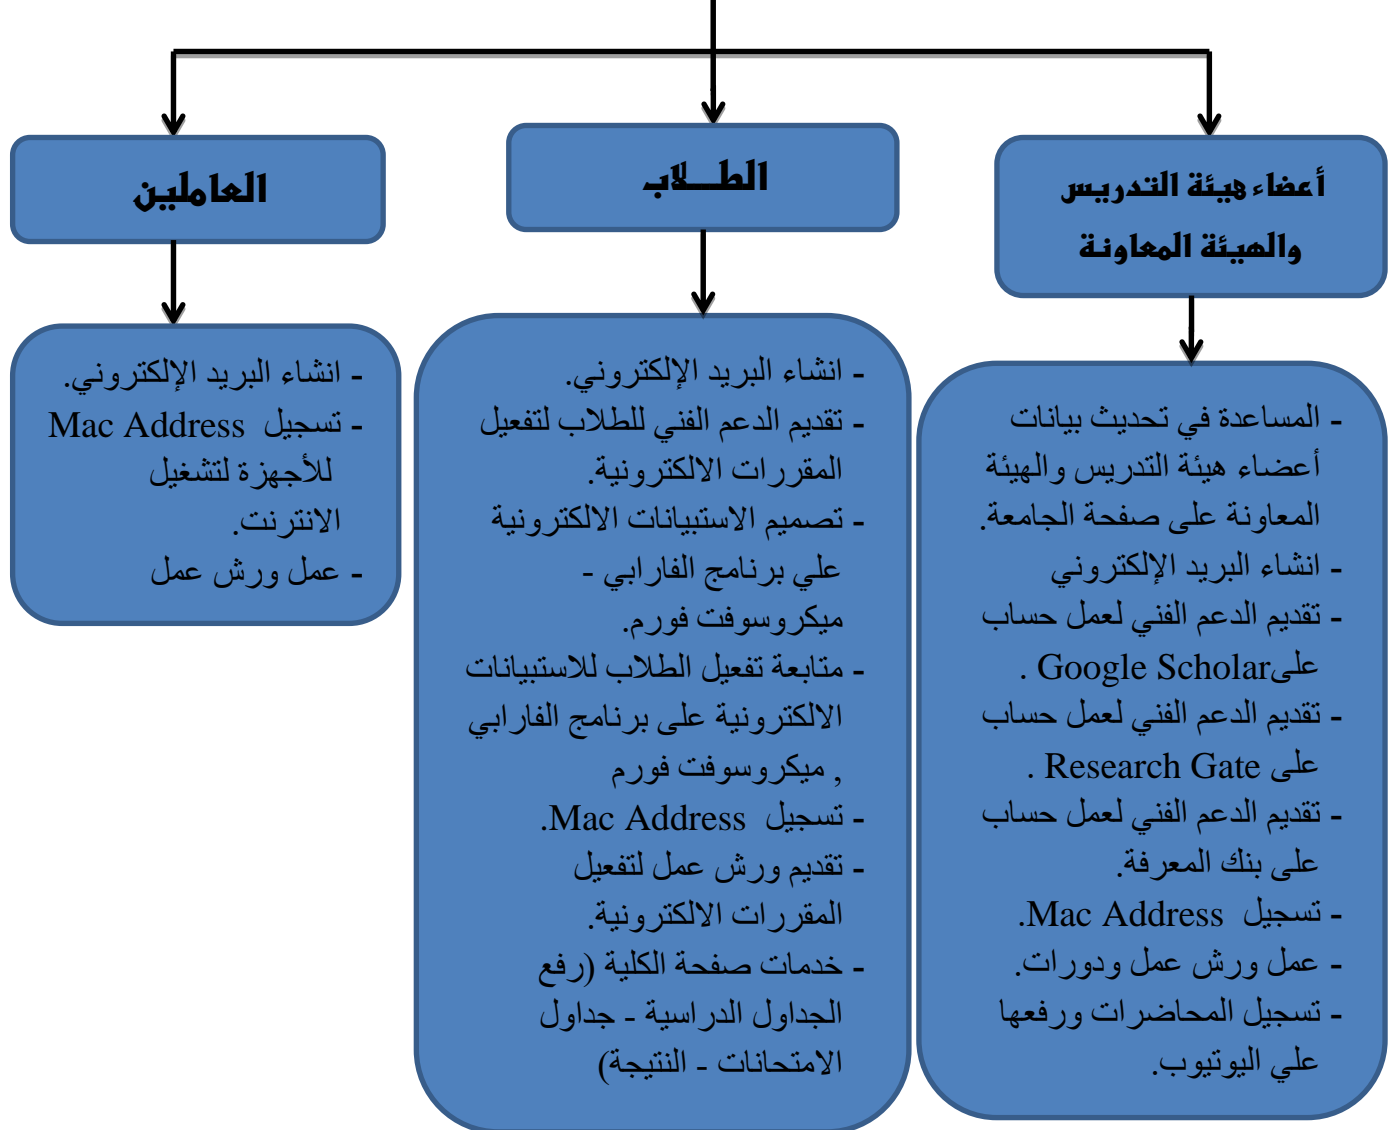 أعضاء هيئة التدريس
والهيئة المعاونة
- المساعدة في تحديث بيانات
أعضاء هيئة التدريس والهيئة
المعاونة على صفحة الجامعة.
- انشاء البريد الإلكتروني
- تقديم الدعم الفني لعمل حساب
على Google Scholar .
- تقديم الدعم الفني لعمل حساب
على Research Gate .
- تقديم الدعم الفني لعمل حساب
على بنك المعرفة.
- تسجيل Mac Address.
- عمل ورش عمل ودورات.
- تسجيل المحاضرات ورفعها
علي اليوتيوب.
الطـــلاب
- انشاء البريد الإلكتروني.
- تقديم الدعم الفني للطلاب لتفعيل
المقررات الالكترونية.
- تصميم الاستبيانات الالكترونية
علي برنامج الفارابي -
ميكروسوفت فورم.
- متابعة تفعيل الطلاب للاستبيانات
الالكترونية على برنامج الفارابي
, ميكروسوفت فورم
- تسجيل Mac Address.
- تقديم ورش عمل لتفعيل
المقررات الالكترونية.
- خدمات صفحة الكلية (رفع
الجداول الدراسية - جداول
الامتحانات - النتيجة)
العاملين
- انشاء البريد الإلكتروني.
- تسجيل Mac Address
للأجهزة لتشغيل
الانترنت.
- عمل ورش عمل